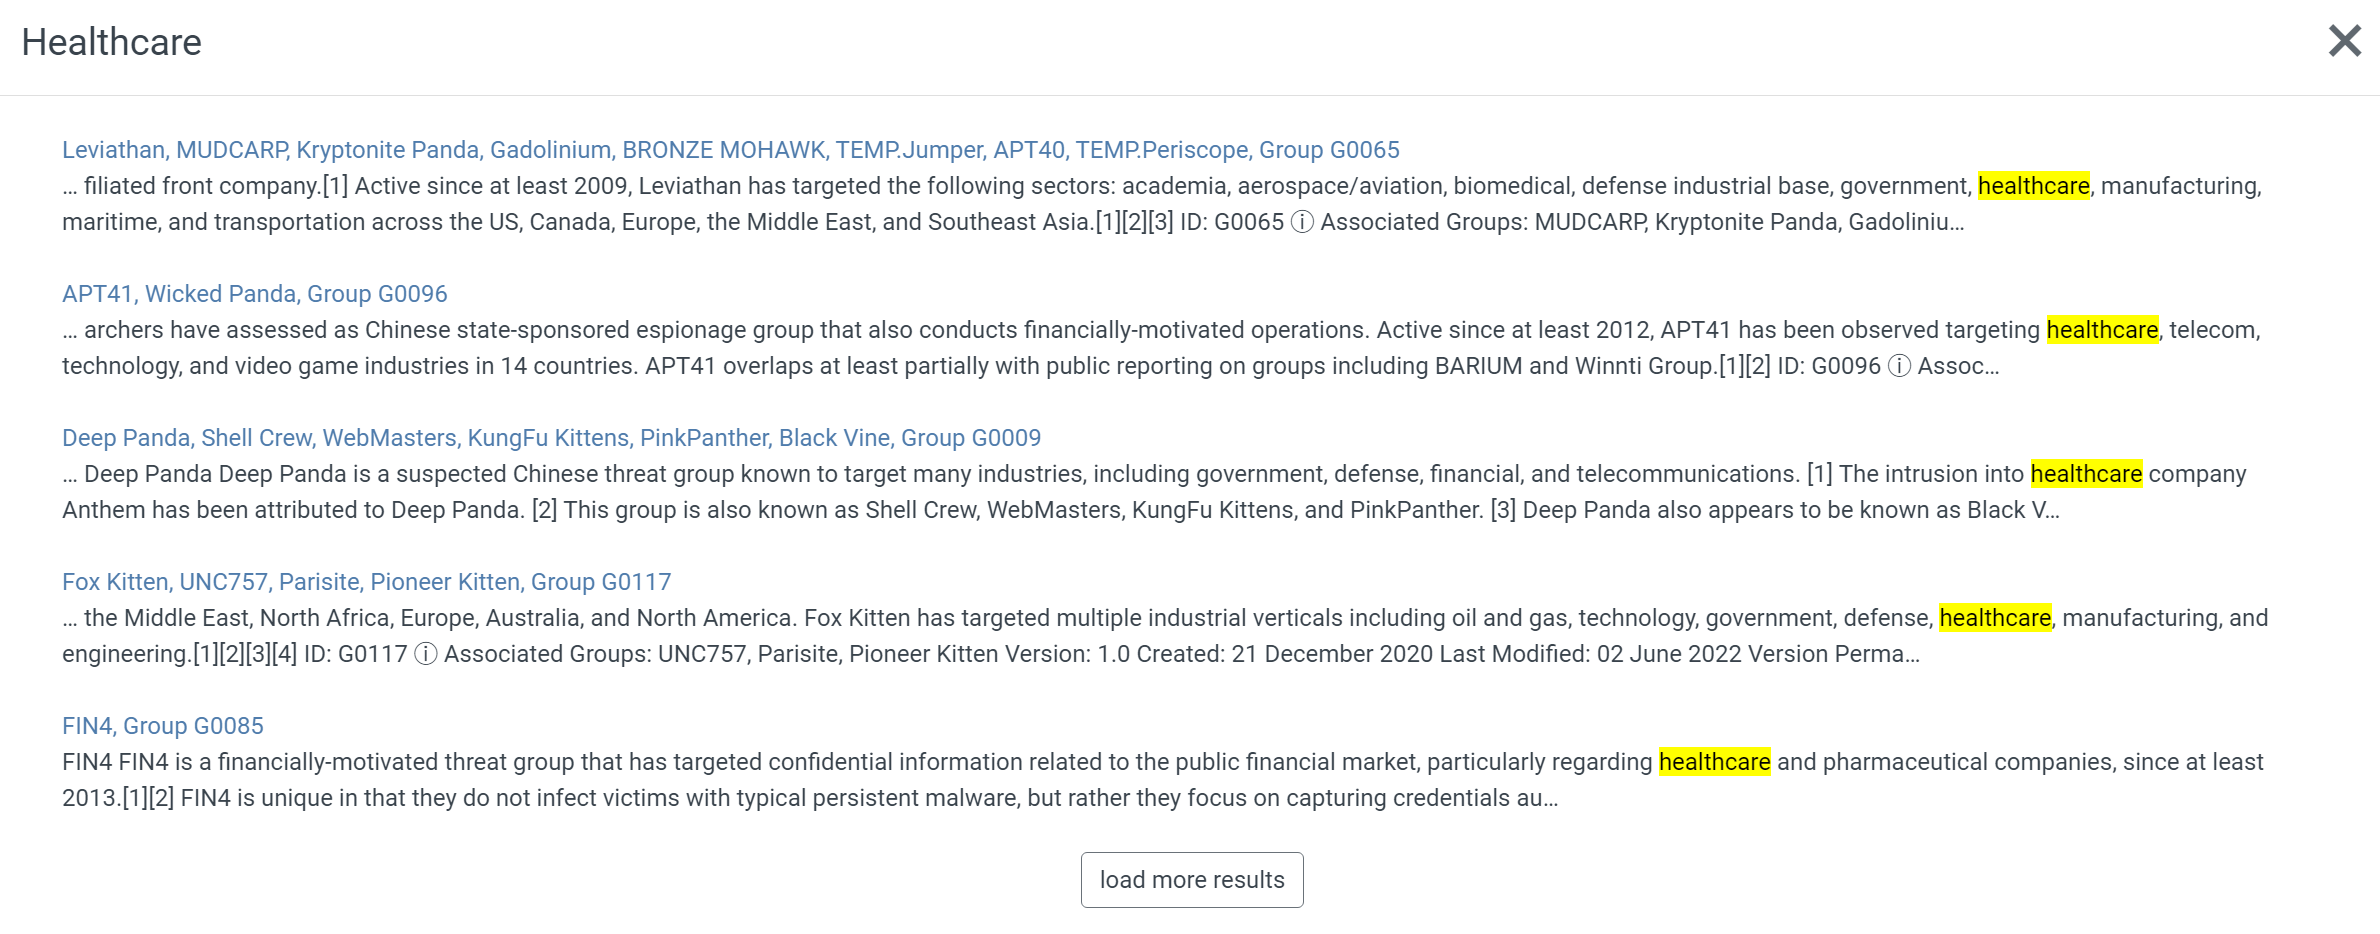 Healthcare
Leviathan, MUDCARP, Kryptonite Panda, Gadolinium, BRONZE MOHAWK, TEMP.Jumper, APT40, TEMP.Periscope, Group G0065
... filiated front company.[1] Active since at least 2009, Leviathan has targeted the following sectors: academia, aerospace/aviation, biomedical, defense industrial base, government, healthcare, manufacturing,
maritime, and transportation across the US, Canada, Europe, the Middle East, and Southeast Asia.[1][2][3] ID: G0065 ⓘ Associated Groups: MUDCARP, Kryptonite Panda, Gadoliniu...
APT41, Wicked Panda, Group G0096
... archers have assessed as Chinese state-sponsored espionage group that also conducts financially-motivated operations. Active since at least 2012, APT41 has been observed targeting healthcare, telecom,
technology, and video game industries in 14 countries. APT41 overlaps at least partially with public reporting on groups including BARIUM and Winnti Group.[1][2] ID: G0096 ⓘ Assoc...
Deep Panda, Shell Crew, WebMasters, KungFu Kittens, PinkPanther, Black Vine, Group G0009
... Deep Panda Deep Panda is a suspected Chinese threat group known to target many industries, including government, defense, financial, and telecommunications. [1] The intrusion into healthcare company
Anthem has been attributed to Deep Panda. [2] This group is also known as Shell Crew, WebMasters, KungFu Kittens, and PinkPanther. [3] Deep Panda also appears to be known as Black V...
Fox Kitten, UNC757, Parisite, Pioneer Kitten, Group G0117
... the Middle East, North Africa, Europe, Australia, and North America. Fox Kitten has targeted multiple industrial verticals including oil and gas, technology, government, defense, healthcare, manufacturing, and
engineering.[1][2][3][4] ID: G0117 ⓘ Associated Groups: UNC757, Parisite, Pioneer Kitten Version: 1.0 Created: 21 December 2020 Last Modified: 02 June 2022 Version Perma...
FIN4, Group G0085
FIN4 FIN4 is a financially-motivated threat group that has targeted confidential information related to the public financial market, particularly regarding healthcare and pharmaceutical companies, since at least
2013.[1][2] FIN4 is unique in that they do not infect victims with typical persistent malware, but rather they focus on capturing credentials au...
load more results